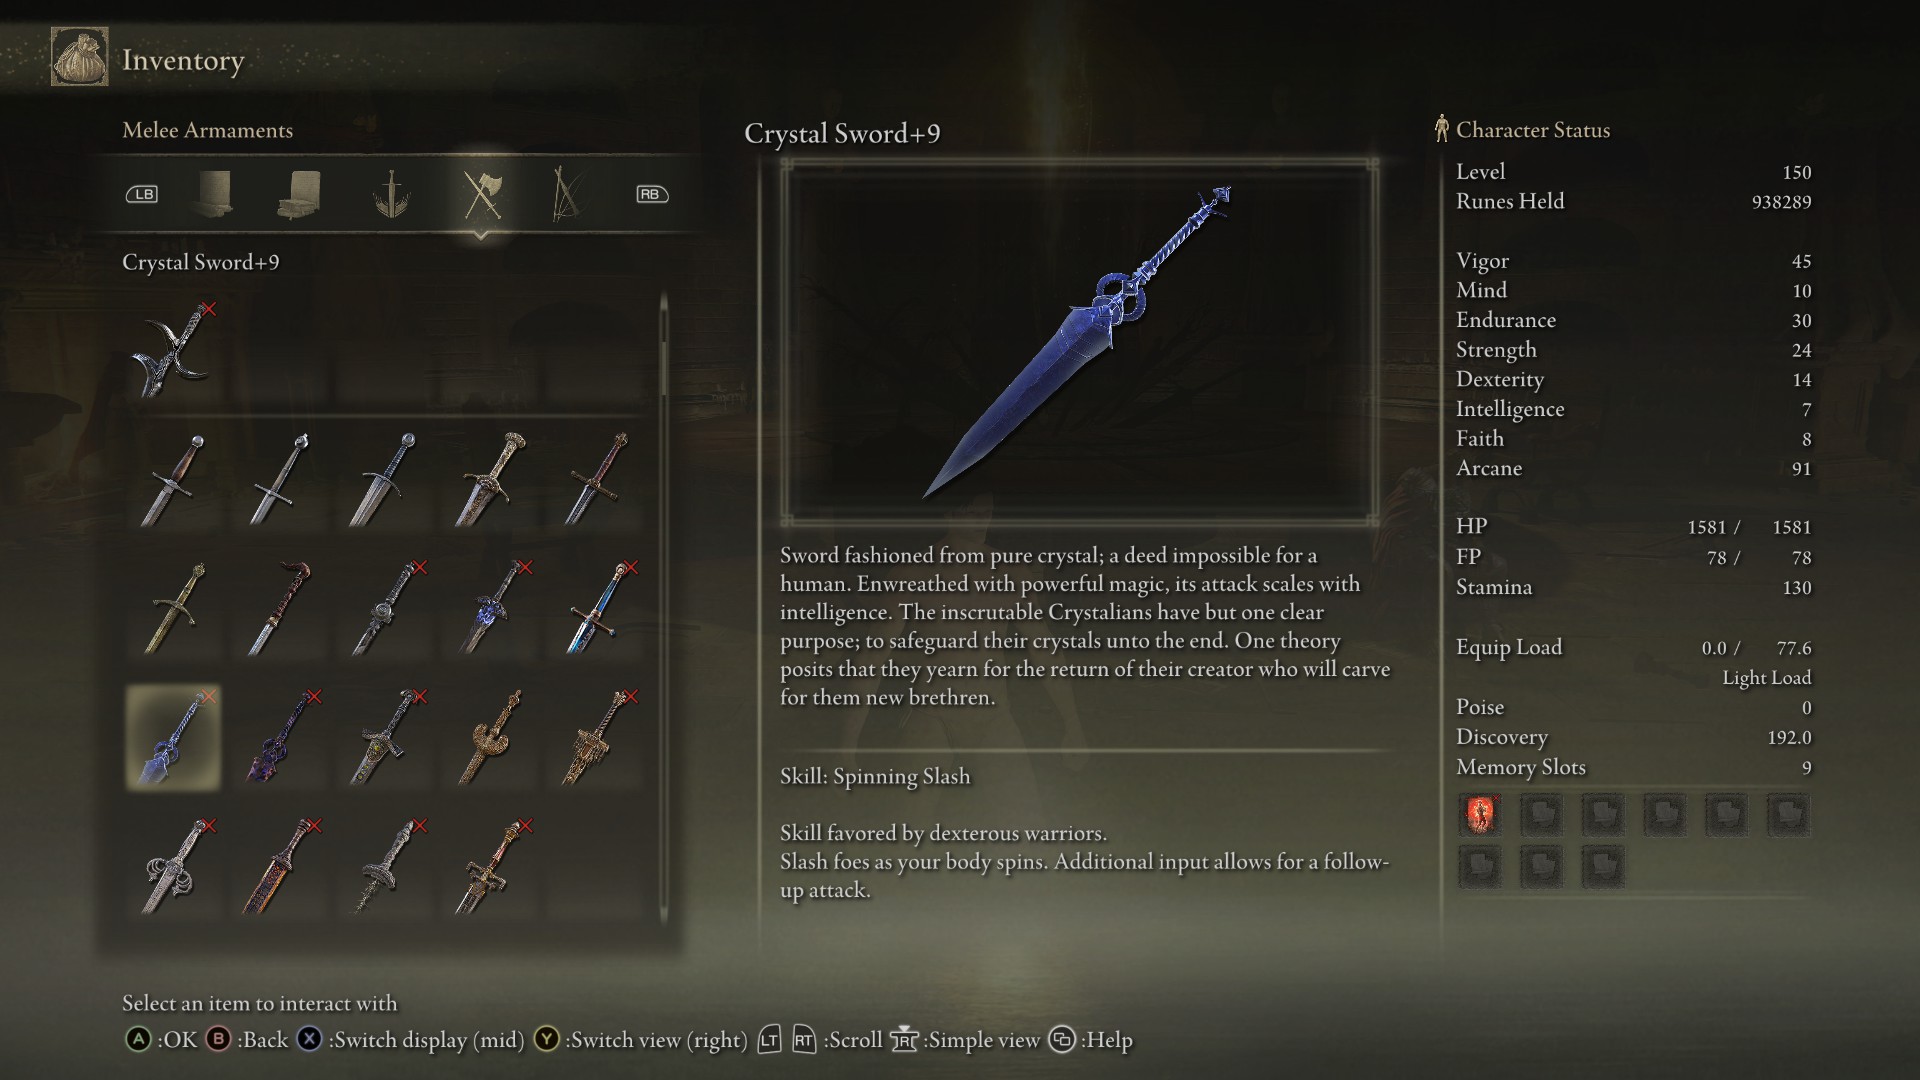 Inventory
Melee Armaments
LB
RB
Crystal Sword+9
Crystal Sword+9
Sword fashioned from pure crystal; a deed impossible for a
human. Enwreathed with powerful magic, its attack scales with
intelligence. The inscrutable Crystalians have but one clear
purpose; to safeguard their crystals unto the end. One theory
posits that they yearn for the return of their creator who will carve
for them new brethren.
Skill: Spinning Slash
Skill favored by dexterous warriors.
Slash foes as your body spins. Additional input allows for a follow-
up attack.
Character Status
Level 150
Runes Held 938289
Vigor 45
Mind 10
Endurance 30
Strength 24
Dexterity 14
Intelligence 7
Faith 8
Arcane 91
HP 1581 / 1581
FP 78 / 78
Stamina 130
Equip Load 0.0 / 77.6
Light Load
Poise 0
Discovery 192.0
Memory Slots 9
Select an item to interact with
A :OK B :Back X :Switch display (mid) Y :Switch view (right) LT RT :Scroll R :Simple view :Help